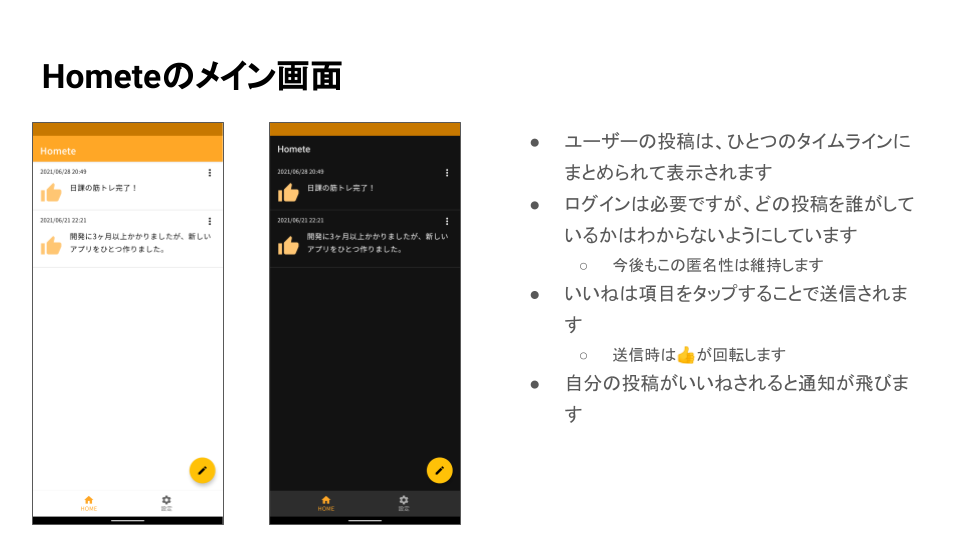 Hometeのメイン画面
Homete
2021/06/28 20:49
日課の筋トレ完了！
2021/06/21 22:21
開発に3ヶ月以上かかりましたが、新しい
アプリをひとつ作りました。
HOME
設定
Homete
2021/06/28 20:49
日課の筋トレ完了！
2021/06/21 22:21
開発に3ヶ月以上かかりましたが、新しい
アプリをひとつ作りました。
HOME
設定
● ユーザーの投稿は、ひとつのタイムラインに
まとめられて表示されます
● ログインは必要ですが、どの投稿を誰がして
いるかはわからないようにしています
○ 今後もこの匿名性は維持します
● いいねは項目をタップすることで送信されま
す
○ 送信時は👍が回転します
● 自分の投稿がいいねされると通知が飛びま
す